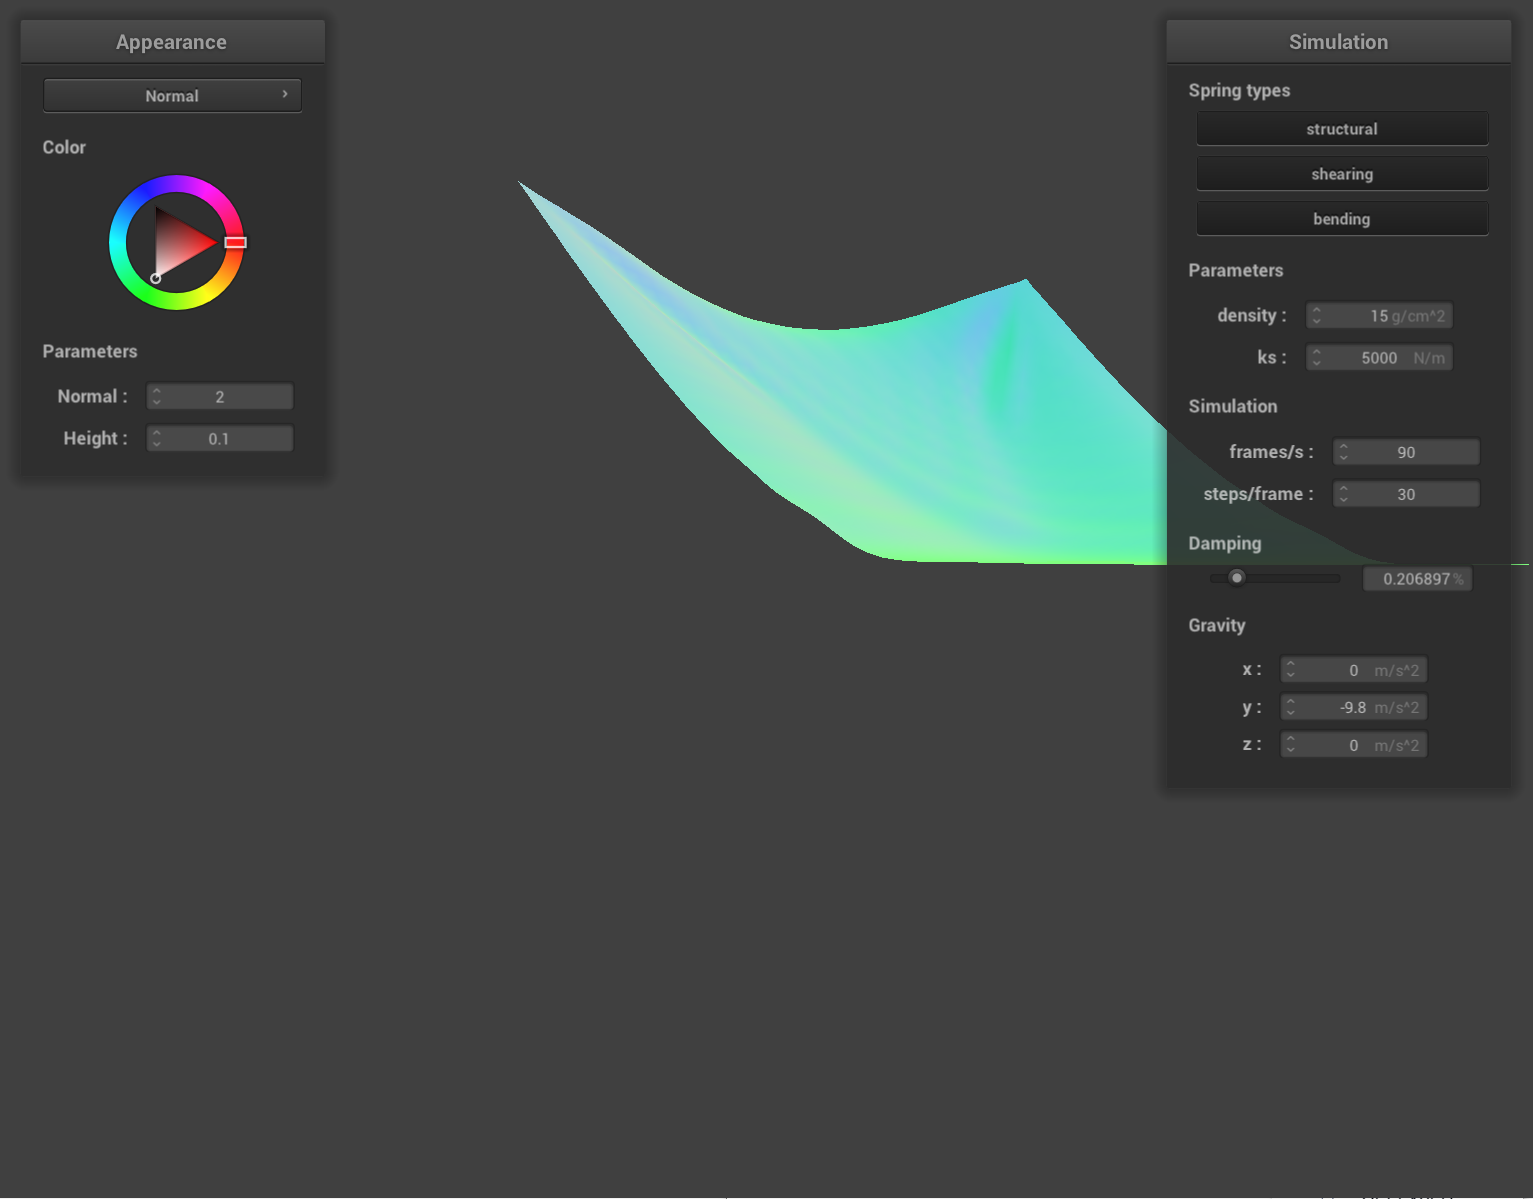 Appearance
Normal
Color
Parameters
Normal :
2
Height :
0.1
Simulation
Spring types
structural
shearing
bending
Parameters
density :
15 g/cm^2
ks :
5000 N/m
Simulation
frames/s :
90
steps/frame :
30
Damping
0.206897 %
Gravity
x :
0 m/s^2
y :
-9.8 m/s^2
z :
0 m/s^2